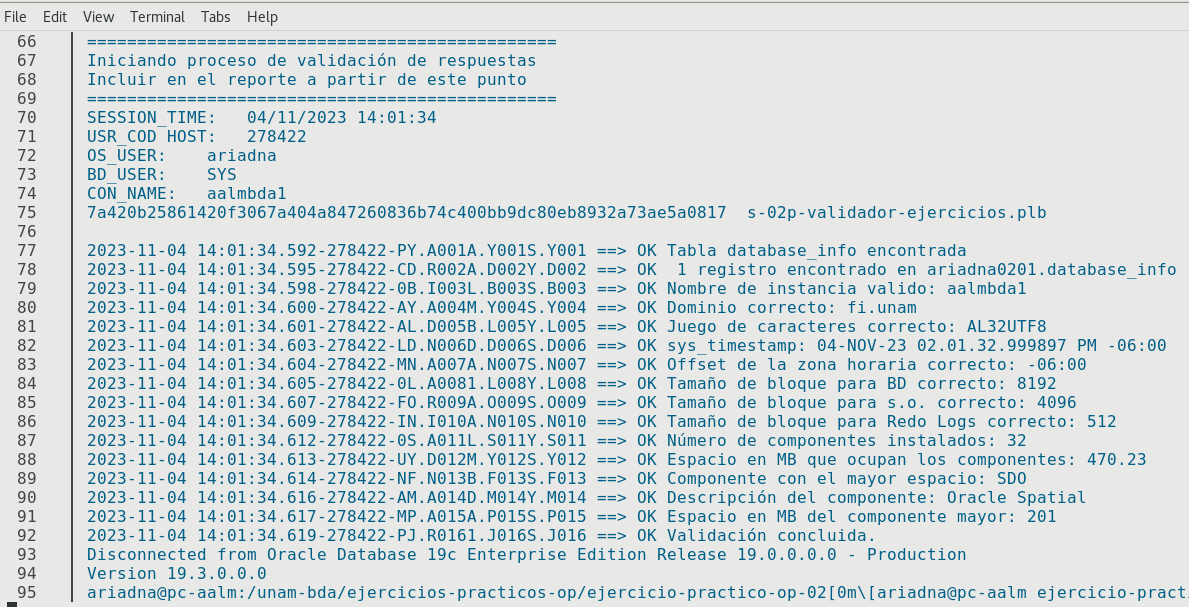 File Edit View Terminal Tabs Help
66 ===============================================
67 Iniciando proceso de validación de respuestas
68 Incluir en el reporte a partir de este punto
69 ===============================================
70 SESSION_TIME:   04/11/2023 14:01:34
71 USR_COD_HOST:   278422
72 OS_USER:    ariadna
73 BD_USER:    SYS
74 CON_NAME:   aalmbda1
75 7a420b25861420f3067a404a847260836b74c400bb9dc80eb8932a73ae5a0817  s-02p-validador-ejercicios.plb
76
77 2023-11-04 14:01:34.592-278422-PY.A001A.Y001S.Y001 ==> OK Tabla database_info encontrada
78 2023-11-04 14:01:34.595-278422-CD.R002A.D002Y.D002 ==> OK  1 registro encontrado en ariadna0201.database_info
79 2023-11-04 14:01:34.598-278422-0B.I003L.B003S.B003 ==> OK Nombre de instancia valido: aalmbda1
80 2023-11-04 14:01:34.600-278422-AY.A004M.Y004S.Y004 ==> OK Dominio correcto: fi.unam
81 2023-11-04 14:01:34.601-278422-AL.D005B.L005Y.L005 ==> OK Juego de caracteres correcto: AL32UTF8
82 2023-11-04 14:01:34.603-278422-LD.N006D.D006S.D006 ==> OK sys_timestamp: 04-NOV-23 02.01.32.999897 PM -06:00
83 2023-11-04 14:01:34.604-278422-MN.A007A.N007S.N007 ==> OK Offset de la zona horaria correcto: -06:00
84 2023-11-04 14:01:34.605-278422-0L.A0081.L008Y.L008 ==> OK Tamaño de bloque para BD correcto: 8192
85 2023-11-04 14:01:34.607-278422-FO.R009A.O009S.O009 ==> OK Tamaño de bloque para s.o. correcto: 4096
86 2023-11-04 14:01:34.609-278422-IN.I010A.N010S.N010 ==> OK Tamaño de bloque para Redo Logs correcto: 512
87 2023-11-04 14:01:34.612-278422-0S.A011L.S011Y.S011 ==> OK Número de componentes instalados: 32
88 2023-11-04 14:01:34.613-278422-UY.D012M.Y012S.Y012 ==> OK Espacio en MB que ocupan los componentes: 470.23
89 2023-11-04 14:01:34.614-278422-NF.N013B.F013S.F013 ==> OK Componente con el mayor espacio: SDO
90 2023-11-04 14:01:34.616-278422-AM.A014D.M014Y.M014 ==> OK Descripción del componente: Oracle Spatial
91 2023-11-04 14:01:34.617-278422-MP.A015A.P015S.P015 ==> OK Espacio en MB del componente mayor: 201
92 2023-11-04 14:01:34.619-278422-PJ.R0161.J016S.J016 ==> OK Validación concluida.
93 Disconnected from Oracle Database 19c Enterprise Edition Release 19.0.0.0.0 - Production
94 Version 19.3.0.0.0
95 ariadna@pc-aalm:/unam-bda/ejercicios-practicos-op/ejercicio-practico-op-02[0m\[ariadna@pc-aalm ejercicio-pract